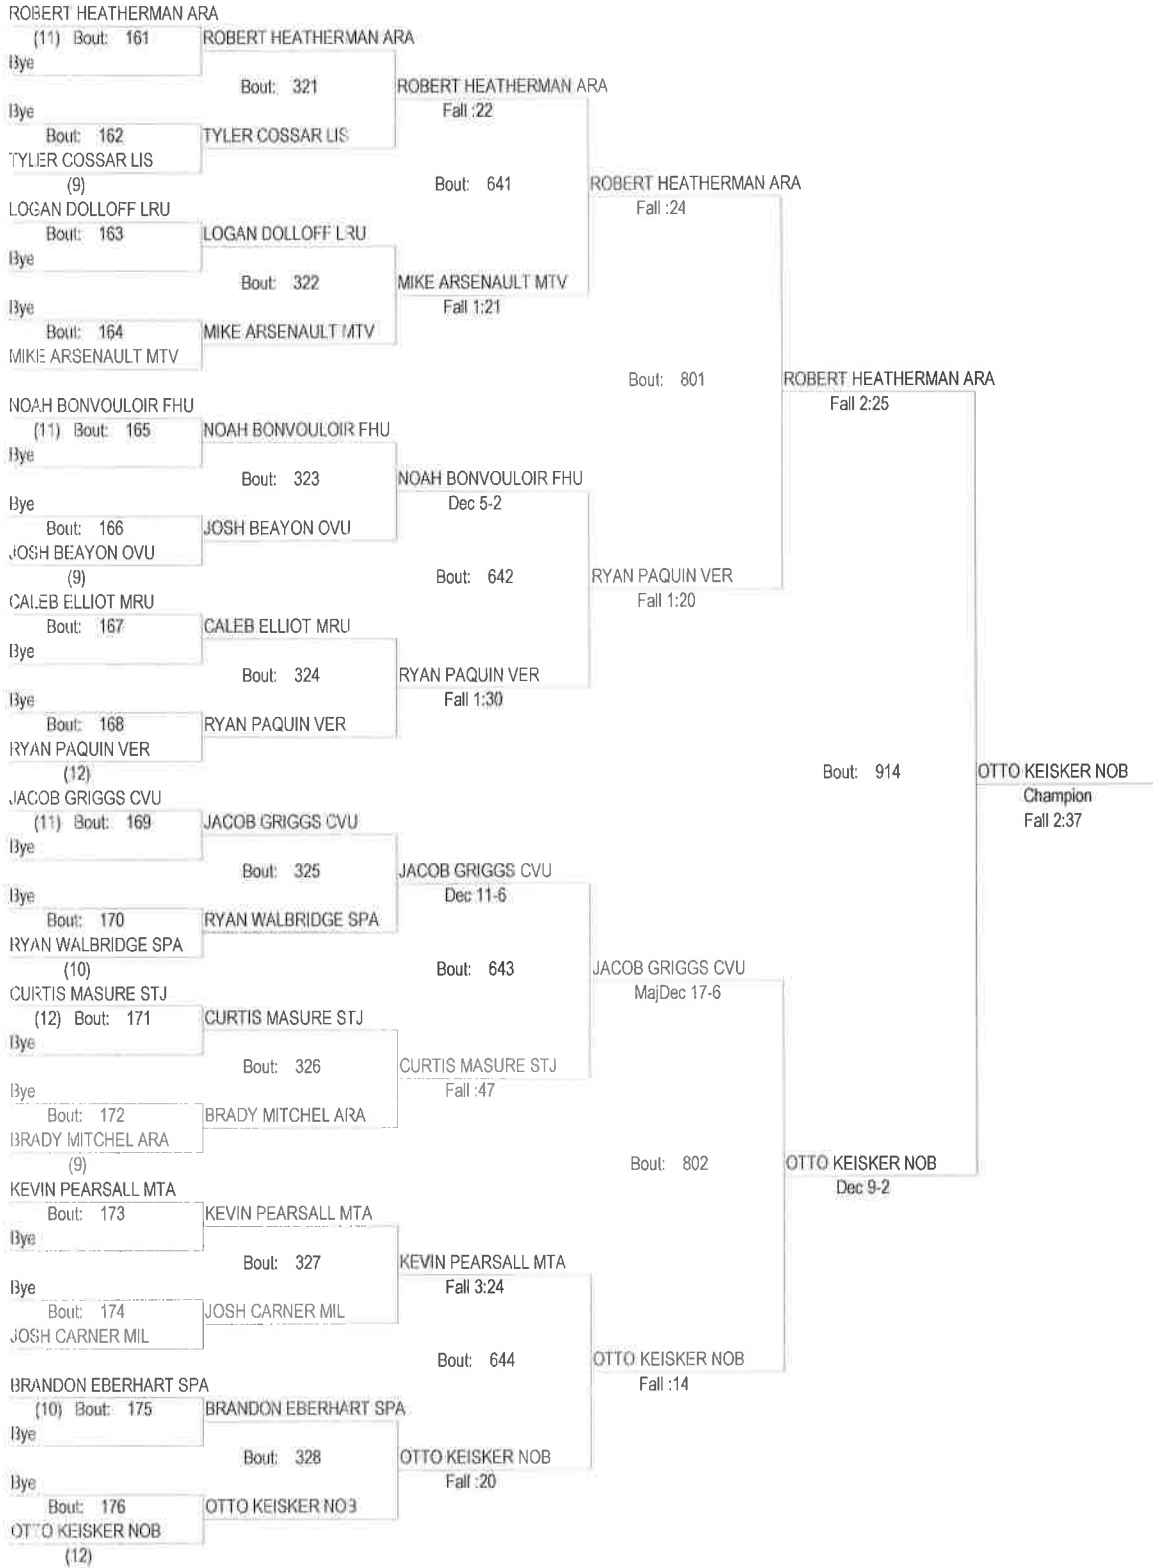 ROBERT HEATHERMAN ARA
(11) Bout: 161
ROBERT HEATHERMAN ARA
Bye
Bout: 321
ROBERT HEATHERMAN ARA
Fall :22
Bye
Bout: 162
TYLER COSSAR LIS
TYLER COSSAR LIS
(9)
Bout: 641
ROBERT HEATHERMAN ARA
Fall :24
LOGAN DOLLOFF LRU
Bout: 163
LOGAN DOLLOFF LRU
Bye
Bout: 322
MIKE ARSENAULT MTV
Fall 1:21
Bye
Bout: 164
MIKE ARSENAULT MTV
MIKE ARSENAULT MTV
Bout: 801
ROBERT HEATHERMAN ARA
Fall 2:25
NOAH BONVOULOIR FHU
(11) Bout: 165
NOAH BONVOULOIR FHU
Bye
Bout: 323
NOAH BONVOULOIR FHU
Dec 5-2
Bye
Bout: 166
JOSH BEAYON OVU
JOSH BEAYON OVU
(9)
Bout: 642
RYAN PAQUIN VER
Fall 1:20
CALEB ELLIOT MRU
Bout: 167
CALEB ELLIOT MRU
Bye
Bout: 324
RYAN PAQUIN VER
Fall 1:30
Bye
Bout: 168
RYAN PAQUIN VER
RYAN PAQUIN VER
(12)
Bout: 914
OTTO KEISKER NOB
Champion
Fall 2:37
JACOB GRIGGS CVU
(11) Bout: 169
JACOB GRIGGS CVU
Bye
Bout: 325
JACOB GRIGGS CVU
Dec 11-6
Bye
Bout: 170
RYAN WALBRIDGE SPA
RYAN WALBRIDGE SPA
(10)
Bout: 643
JACOB GRIGGS CVU
MajDec 17-6
CURTIS MASURE STJ
(12) Bout: 171
CURTIS MASURE STJ
Bye
Bout: 326
CURTIS MASURE STJ
Fall :47
Bye
Bout: 172
BRADY MITCHEL ARA
BRADY MITCHEL ARA
(9)
Bout: 802
OTTO KEISKER NOB
Dec 9-2
KEVIN PEARSALL MTA
Bout: 173
KEVIN PEARSALL MTA
Bye
Bout: 327
KEVIN PEARSALL MTA
Fall 3:24
Bye
Bout: 174
JOSH CARNER MIL
JOSH CARNER MIL
Bout: 644
OTTO KEISKER NOB
Fall :14
BRANDON EBERHART SPA
(10) Bout: 175
BRANDON EBERHART SPA
Bye
Bout: 328
OTTO KEISKER NOB
Fall :20
Bye
Bout: 176
OTTO KEISKER NOB
OTTO KEISKER NOB
(12)